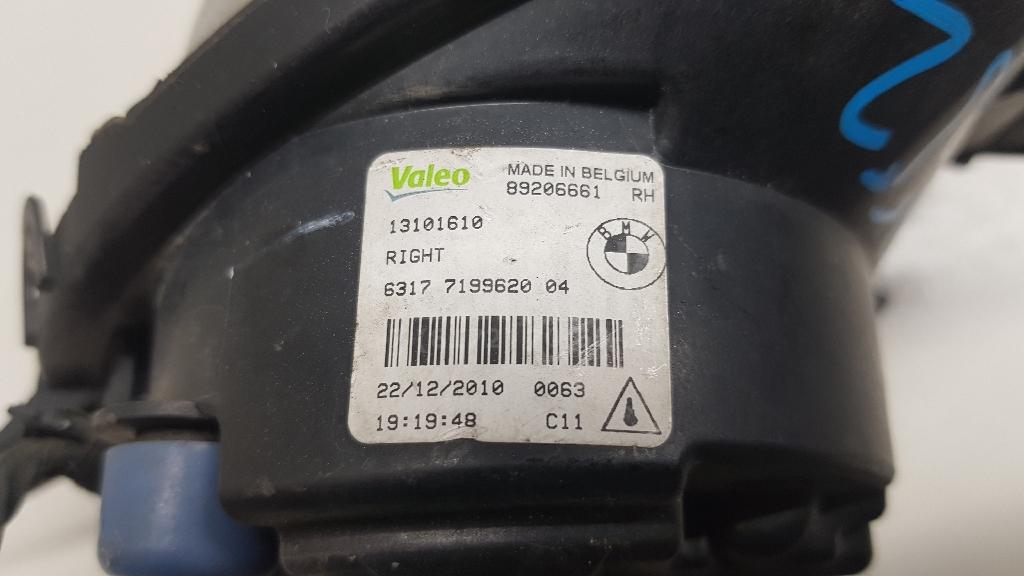 Valeo MADE IN BELGIUM
89206661 RH
13101610
BMW
RIGHT
6317 7199620 04
22/12/2010 0063
19:19:48 C11